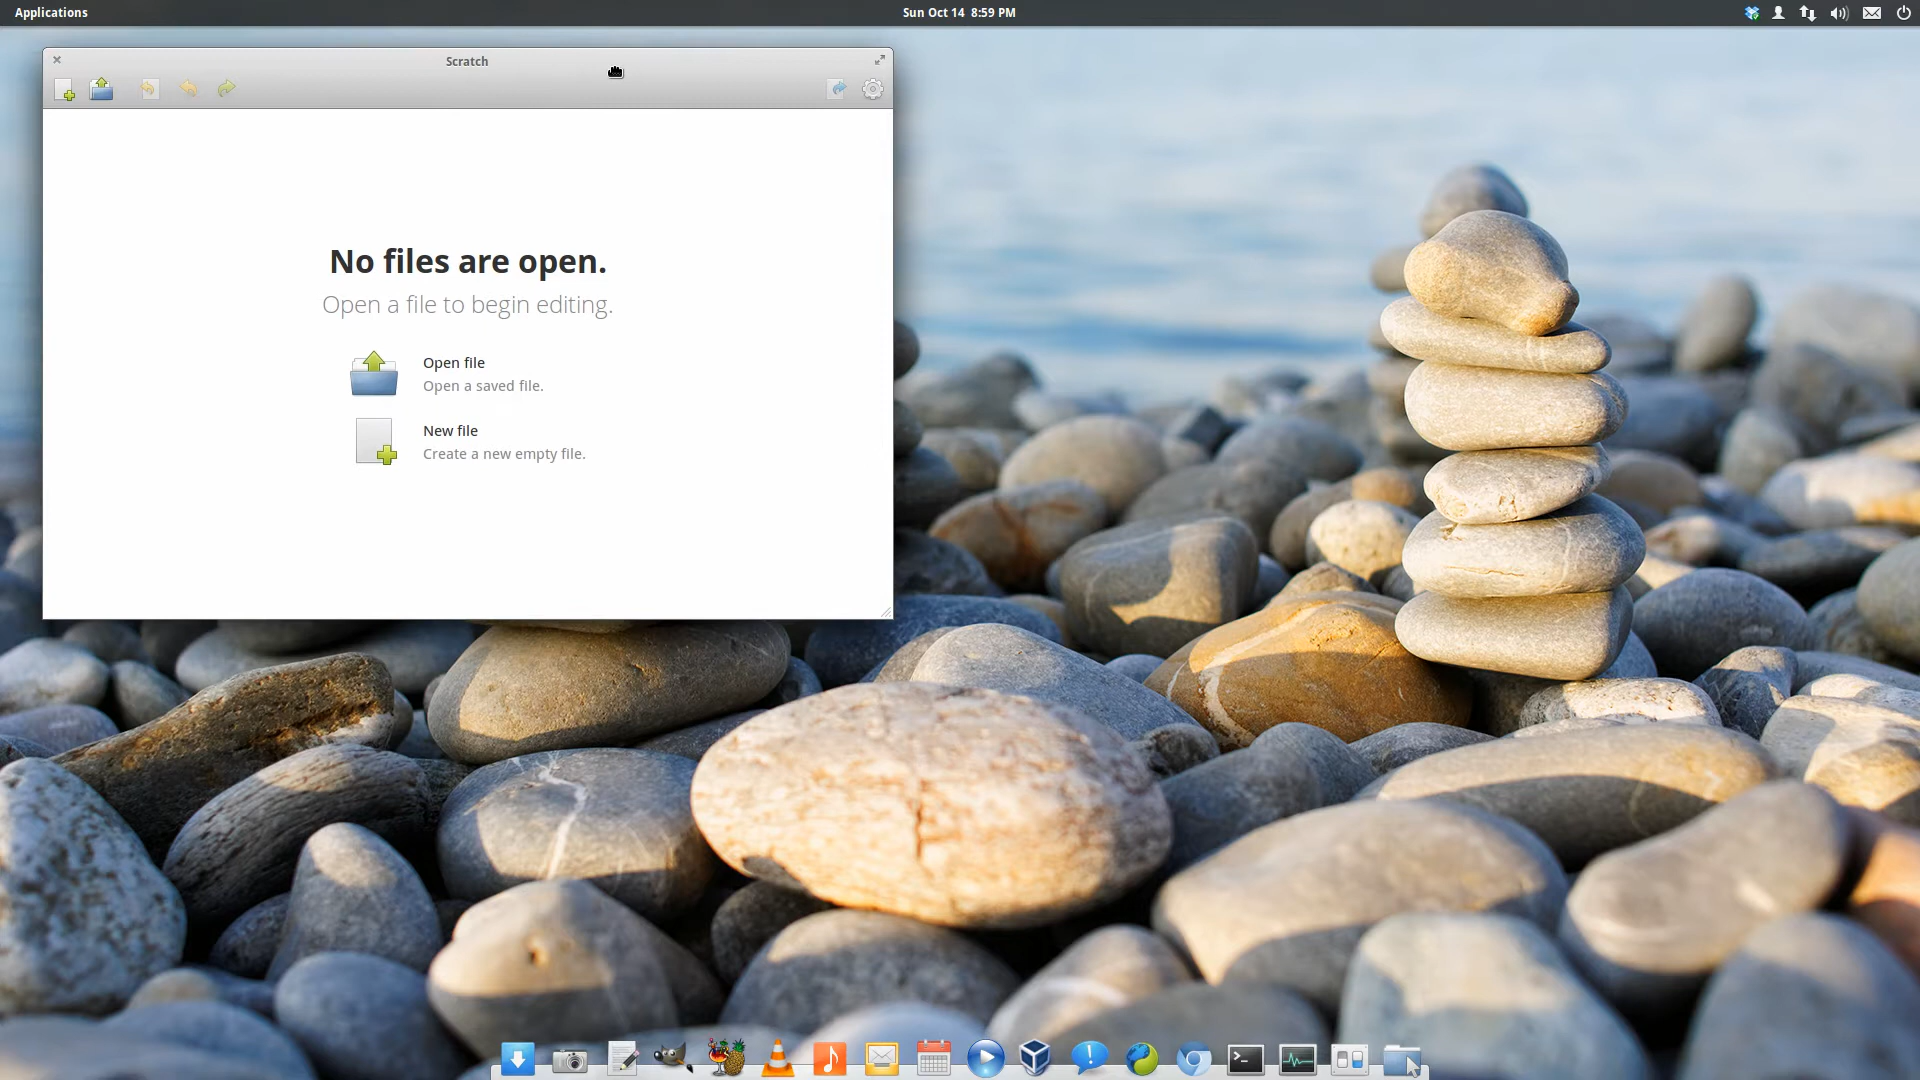 Applications
Sun Oct 14 8:59 PM
Scratch
No files are open.
Open a file to begin editing.
Open file
Open a saved file.
New file
Create a new empty file.